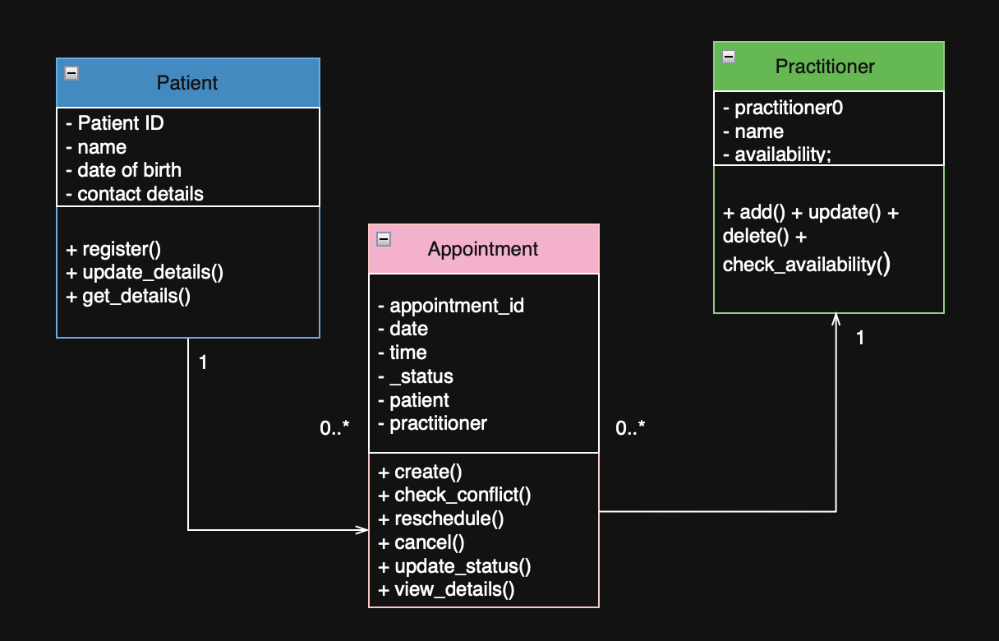 Patient
- Patient ID
- name
- date of birth
- contact details
+ register()
+ update_details()
+ get_details()
1
0..*
Appointment
- appointment_id
- date
- time
- _status
- patient
- practitioner
+ create()
+ check_conflict()
+ reschedule()
+ cancel()
+ update_status()
+ view_details()
0..*
Practitioner
- practitioner0
- name
- availability;
+ add() + update() +
delete() +
check_availability()
1